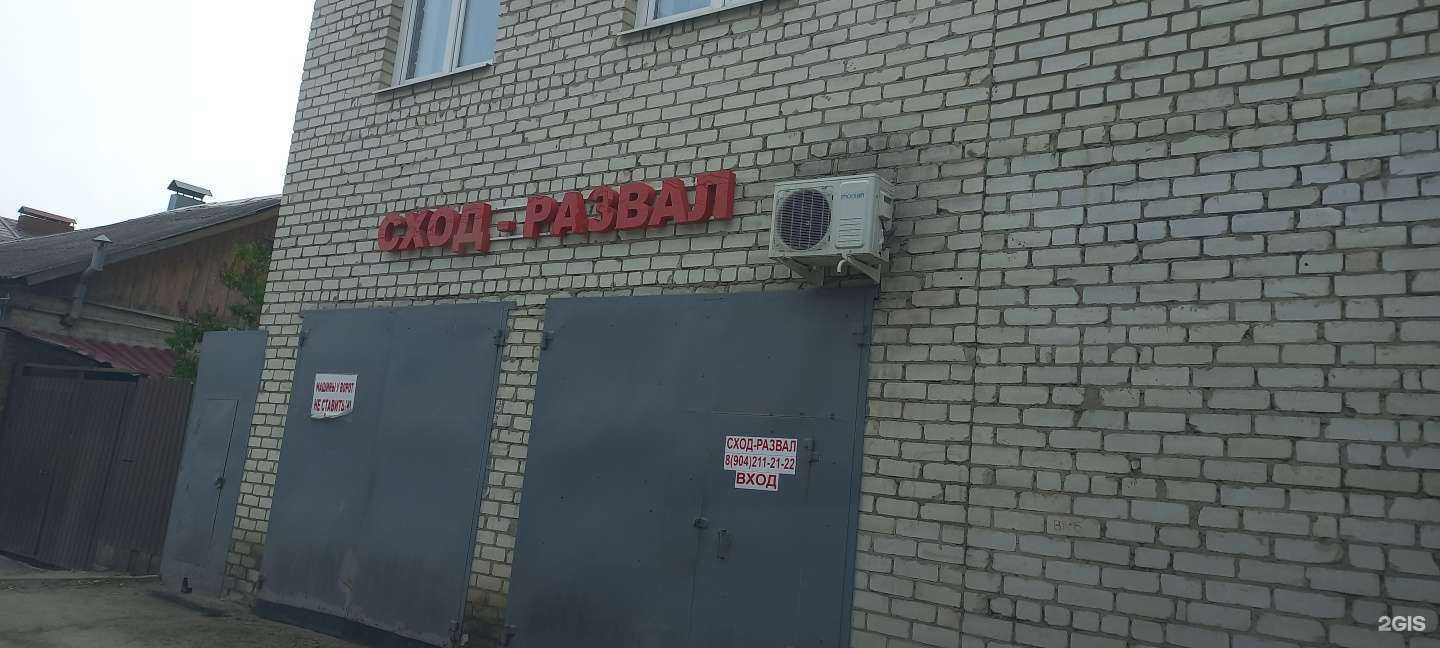 СХОД - РАЗВАЛ
МАШИНЫ У ВОРОТ
НЕ СТАВИТЬ!
СХОД-РАЗВАЛ
8(904)211-21-22
ВХОД
2GIS